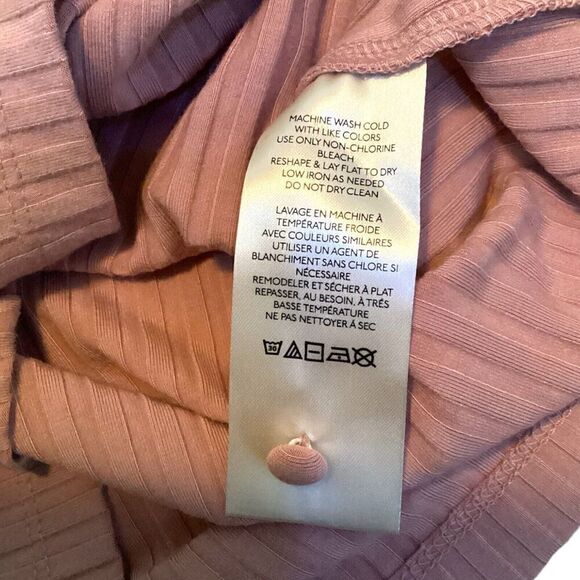 MACHINE WASH COLD
WITH LIKE COLORS
USE ONLY NON-CHLORINE
BLEACH
RESHAPE & LAY FLAT TO DRY
LOW IRON AS NEEDED
DO NOT DRY CLEAN
LAVAGE EN MACHINE À
TEMPÉRATURE FROIDE
AVEC COULEURS SIMILAIRES
UTILISER UN AGENT DE
BLANCHIMENT SANS CHLORE SI
NÉCESSAIRE
REMODELER ET SÉCHER À PLAT
REPASSER, AU BESOIN, À TRÉS
BASSE TEMPÉRATURE
NE PAS NETTOYER À SEC
30